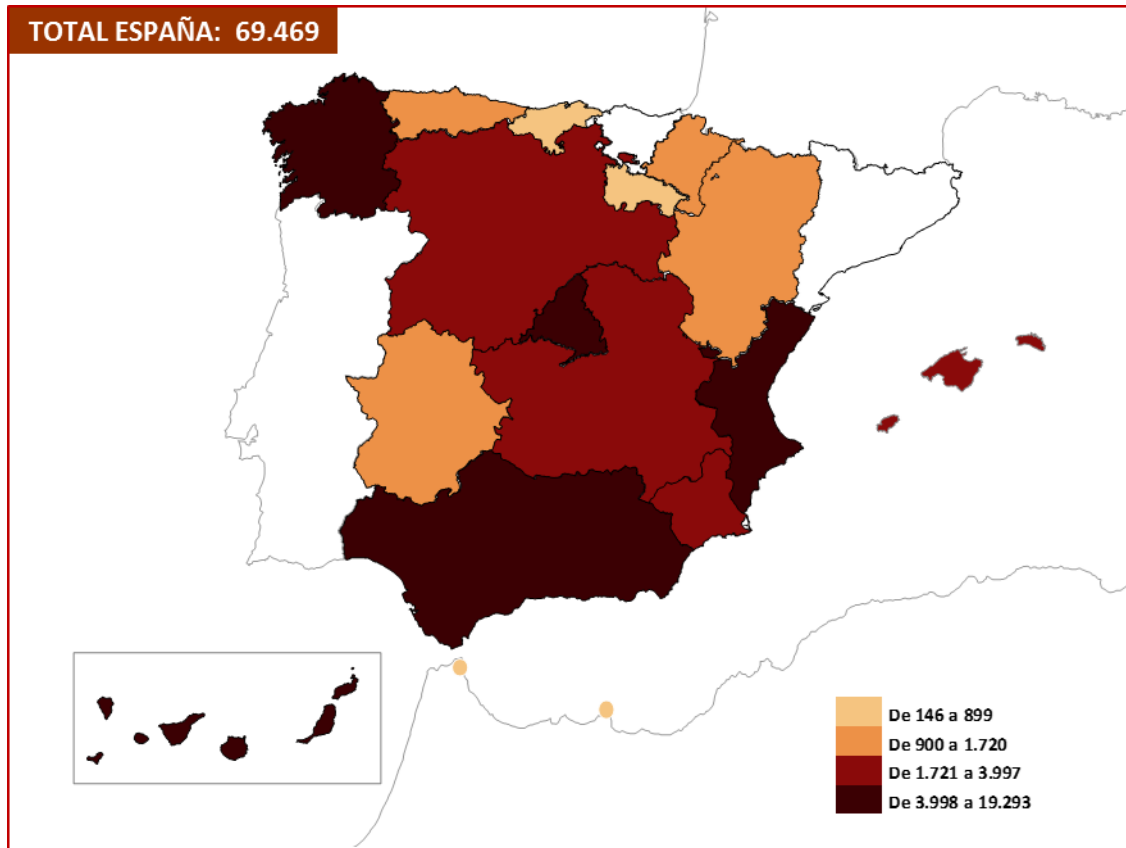 TOTAL ESPAÑA: 69.469
De 146 a 899
De 900 a 1.720
De 1.721 a 3.997
De 3.998 a 19.293